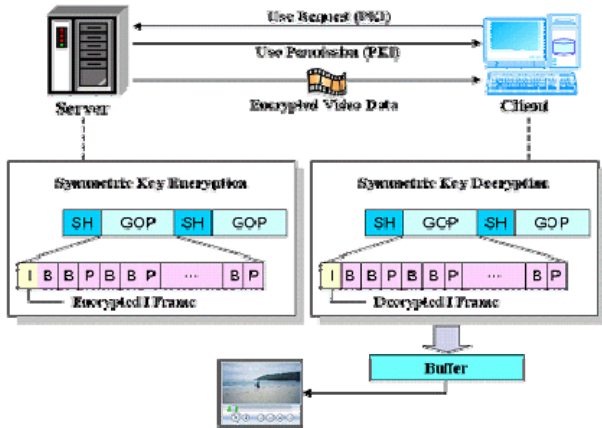 Use Request (PKI)
Use Permission (PKI)
Encrypted Video Data
Server
Client
Symmetric Key Encryption
SH GOP SH GOP
I B B P B B P ... B P
Encrypted I Frame
Symmetric Key Decryption
SH GOP SH GOP
I B B P B B P ... B P
Decrypted I Frame
Buffer